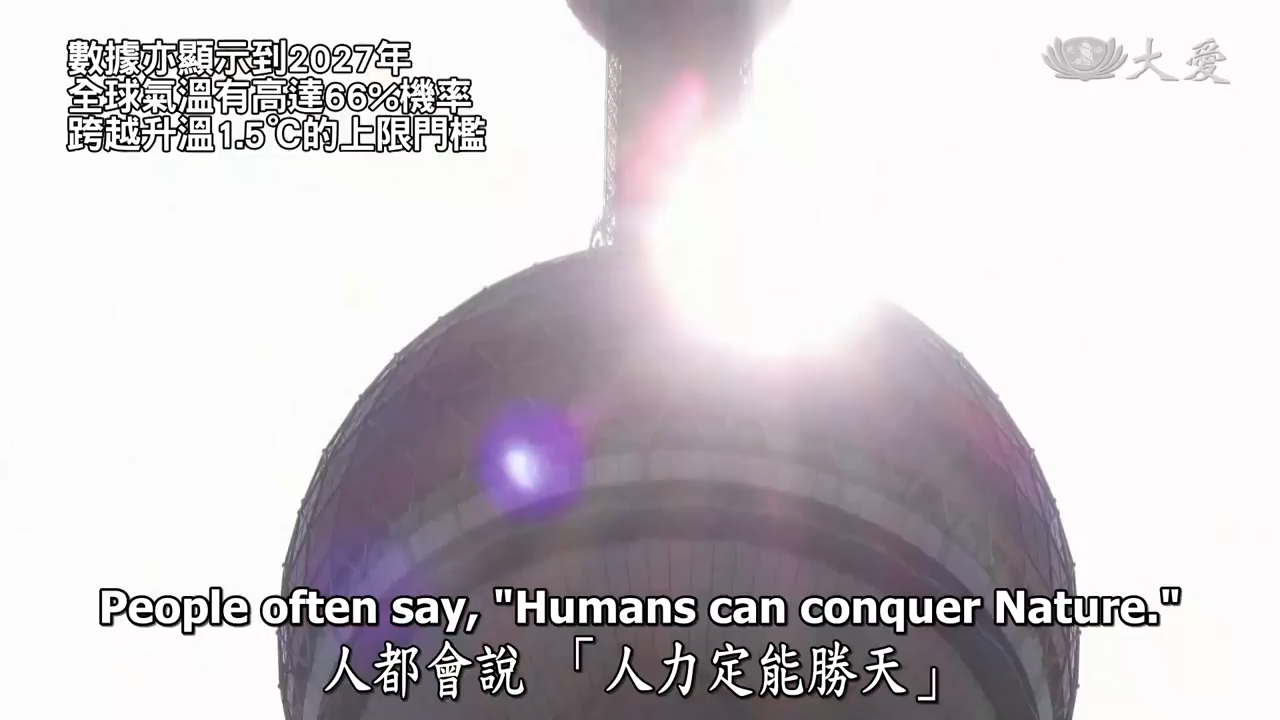 數據亦顯示到2027年
全球氣溫有高達66%機率
跨越升溫1.5℃的上限門檻
大愛
People often say, "Humans can conquer Nature."
人都會說 「人力定能勝天」